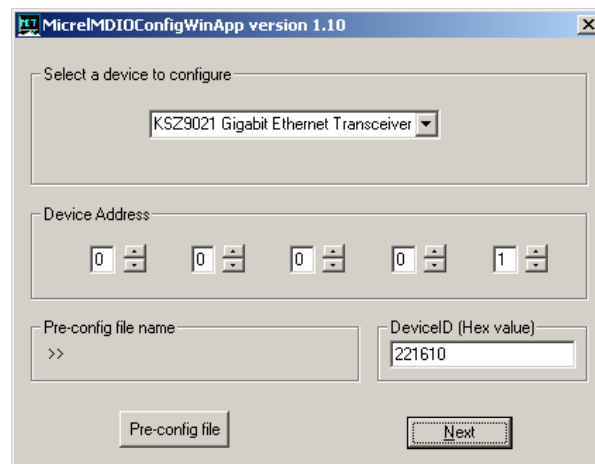 MicrelMDIOConfigWinApp version 1.10
Select a device to configure
KSZ9021 Gigabit Ethernet Transceiver
Device Address
0 0 0 0 1
Pre-config file name
>>
DeviceID (Hex value)
221610
Pre-config file
Next